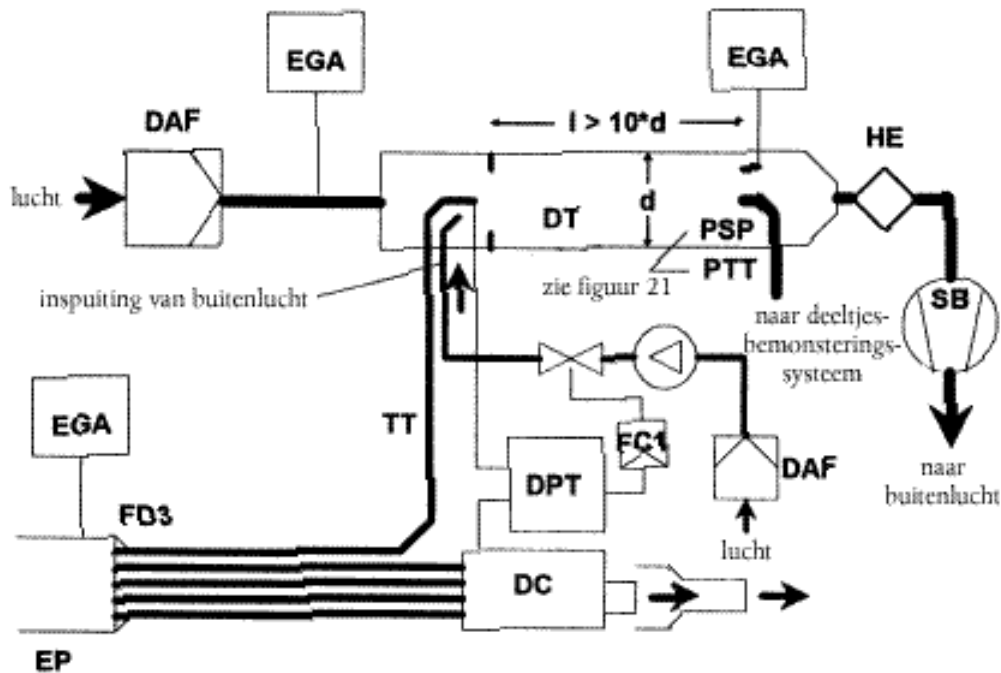 EGA
EGA
DAF
l > 10*d
HE
lucht
d
DT
PSP
PTT
inspuiting van buitenlucht
zie figuur 21
SB
naar deeltjes-
bemonsterings-
systeem
EGA
TT
FC1
DAF
DPT
naar
buitenlucht
FD3
lucht
DC
EP